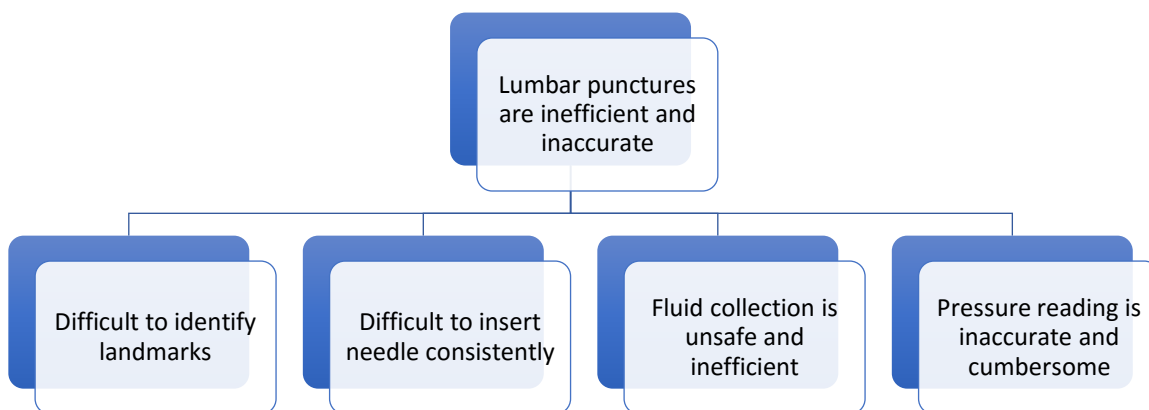 Lumbar punctures
are inefficient and
inaccurate
Difficult to identify
landmarks
Difficult to insert
needle consistently
Fluid collection is
unsafe and
inefficient
Pressure reading is
inaccurate and
cumbersome